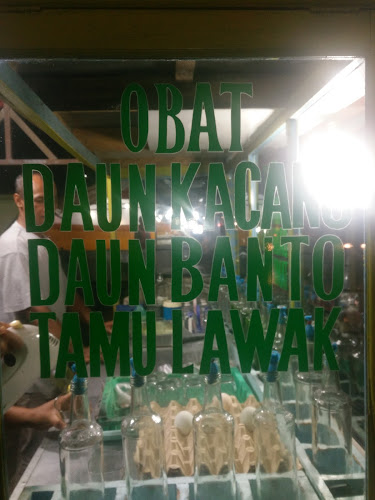 OBAT
DAUN KACANG
DAUN BANTO
TAMU LAWAK